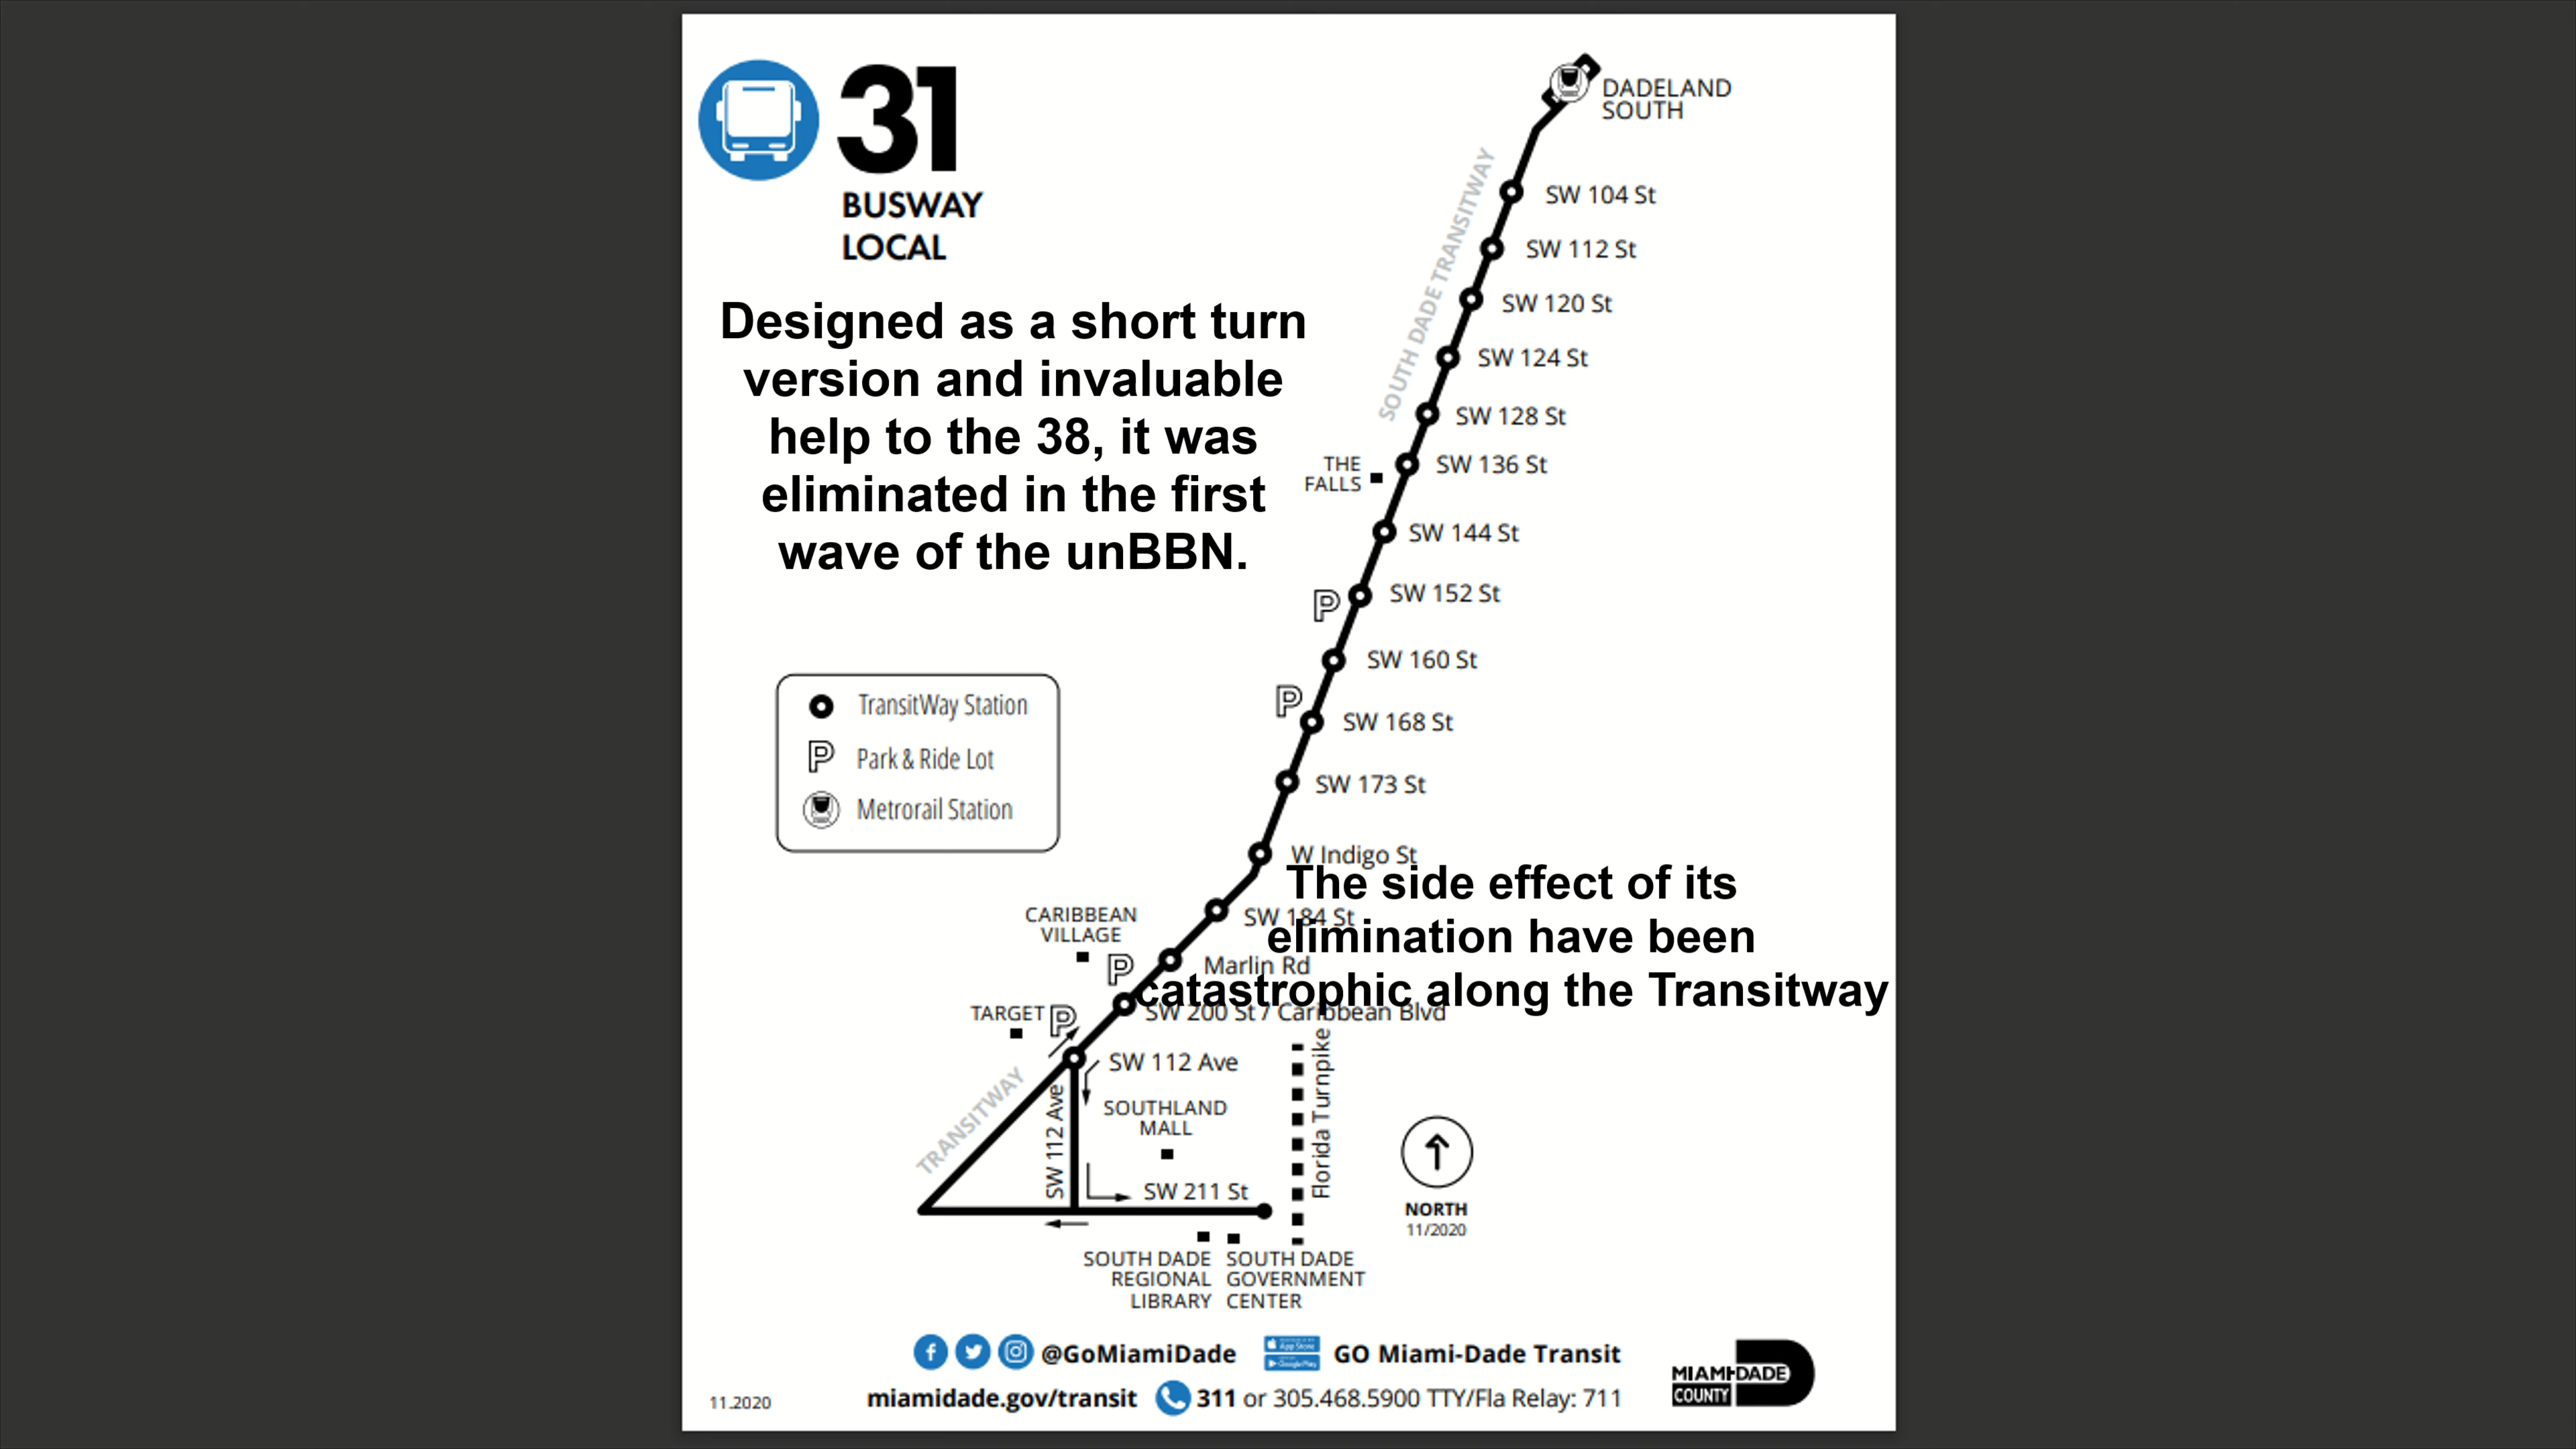 31
BUSWAY
LOCAL
DADELAND
SOUTH
SOUTH DADE TRANSITWAY
SW 104 St
SW 112 St
SW 120 St
SW 124 St
SW 128 St
Designed as a short turn
version and invaluable
help to the 38, it was
eliminated in the first
wave of the unBBN.
THE
FALLS
SW 136 St
SW 144 St
P
SW 152 St
SW 160 St
P
SW 168 St
SW 173 St
TransitWay Station
P
Park & Ride Lot
Metrorail Station
W Indigo St
The side effect of its
elimination have been
catastrophic along the Transitway
SW 184 St
CARIBBEAN
VILLAGE
P
Marlin Rd
TARGET
P
SW 200 St / Caribbean Blvd
SW 112 Ave
TRANSITWAY
SW 112 Ave
SOUTHLAND
MALL
Florida Turnpike
SW 211 St
NORTH
11/2020
SOUTH DADE
REGIONAL
LIBRARY
SOUTH DADE
GOVERNMENT
CENTER
f
@GoMiamiDade
App Store
Google Play
GO Miami-Dade Transit
MIAMI-DADE
COUNTY
11.2020
miamidade.gov/transit
311 or 305.468.5900 TTY/Fla Relay: 711